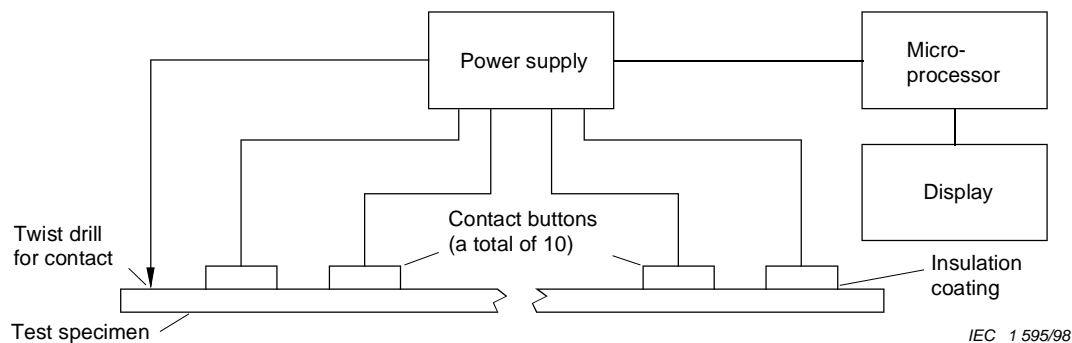 Power supply
Micro-
processor
Display
Contact buttons
(a total of 10)
Twist drill
for contact
Insulation
coating
Test specimen
IEC 1 595/98